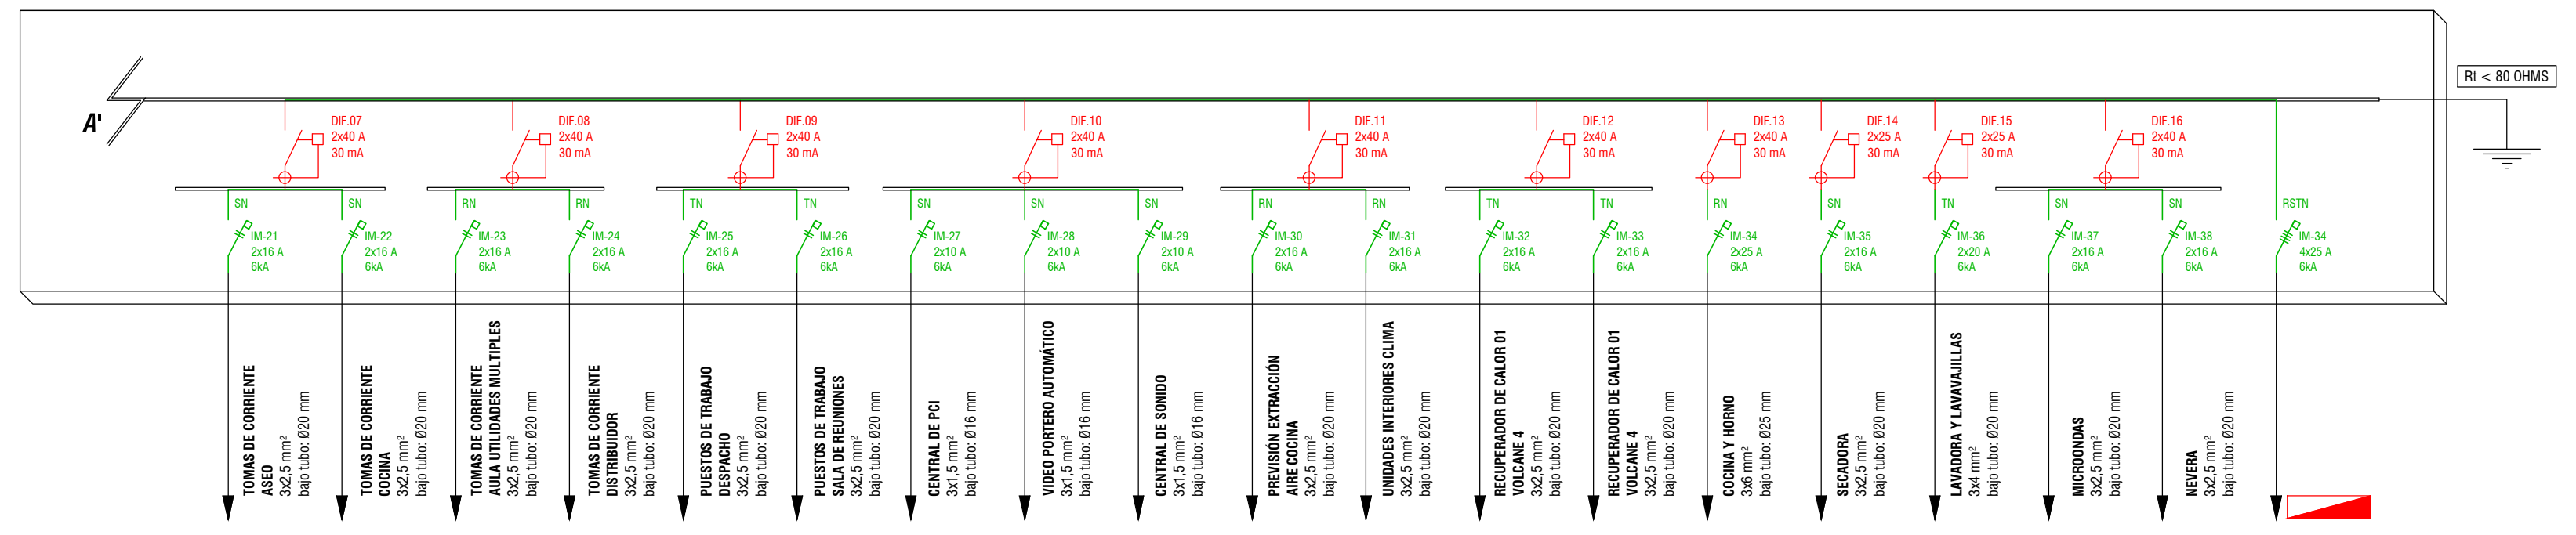 Rt < 80 OHMS
A'
DIF.07
2x40 A
30 mA
DIF.08
2x40 A
30 mA
DIF.09
2x40 A
30 mA
DIF.10
2x40 A
30 mA
DIF.11
2x40 A
30 mA
DIF.12
2x40 A
30 mA
DIF.13
2x40 A
30 mA
DIF.14
2x25 A
30 mA
DIF.15
2x25 A
30 mA
DIF.16
2x40 A
30 mA
SN
IM-21
2x16 A
6kA
SN
IM-22
2x16 A
6kA
RN
IM-23
2x16 A
6kA
RN
IM-24
2x16 A
6kA
TN
IM-25
2x16 A
6kA
TN
IM-26
2x16 A
6kA
SN
IM-27
2x10 A
6kA
SN
IM-28
2x10 A
6kA
SN
IM-29
2x10 A
6kA
RN
IM-30
2x16 A
6kA
RN
IM-31
2x16 A
6kA
TN
IM-32
2x16 A
6kA
TN
IM-33
2x16 A
6kA
RN
IM-34
2x25 A
6kA
SN
IM-35
2x16 A
6kA
TN
IM-36
2x20 A
6kA
SN
IM-37
2x16 A
6kA
SN
IM-38
2x16 A
6kA
RSTN
IM-34
4x25 A
6kA
TOMAS DE CORRIENTE
ASEO
3x2,5 mm²
bajo tubo: Ø20 mm
TOMAS DE CORRIENTE
COCINA
3x2,5 mm²
bajo tubo: Ø20 mm
TOMAS DE CORRIENTE
AULA UTILIDADES MULTIPLES
3x2,5 mm²
bajo tubo: Ø20 mm
TOMAS DE CORRIENTE
DISTRIBUIDOR
3x2,5 mm²
bajo tubo: Ø20 mm
PUESTOS DE TRABAJO
DESPACHO
3x2,5 mm²
bajo tubo: Ø20 mm
PUESTOS DE TRABAJO
SALA DE REUNIONES
3x2,5 mm²
bajo tubo: Ø20 mm
CENTRAL DE PCI
3x1,5 mm²
bajo tubo: Ø16 mm
VIDEO PORTERO AUTOMÁTICO
3x1,5 mm²
bajo tubo: Ø16 mm
CENTRAL DE SONIDO
3x1,5 mm²
bajo tubo: Ø16 mm
PREVISIÓN EXTRACCIÓN
AIRE COCINA
3x2,5 mm²
bajo tubo: Ø20 mm
UNIDADES INTERIORES CLIMA
3x2,5 mm²
bajo tubo: Ø20 mm
RECUPERADOR DE CALOR 01
VOLCANE 4
3x2,5 mm²
bajo tubo: Ø20 mm
RECUPERADOR DE CALOR 01
VOLCANE 4
3x2,5 mm²
bajo tubo: Ø20 mm
COCINA Y HORNO
3x6 mm²
bajo tubo: Ø25 mm
SECADORA
3x2,5 mm²
bajo tubo: Ø20 mm
LAVADORA Y LAVAVAJILLAS
3x4 mm²
bajo tubo: Ø20 mm
MICROONDAS
3x2,5 mm²
bajo tubo: Ø20 mm
NEVERA
3x2,5 mm²
bajo tubo: Ø20 mm